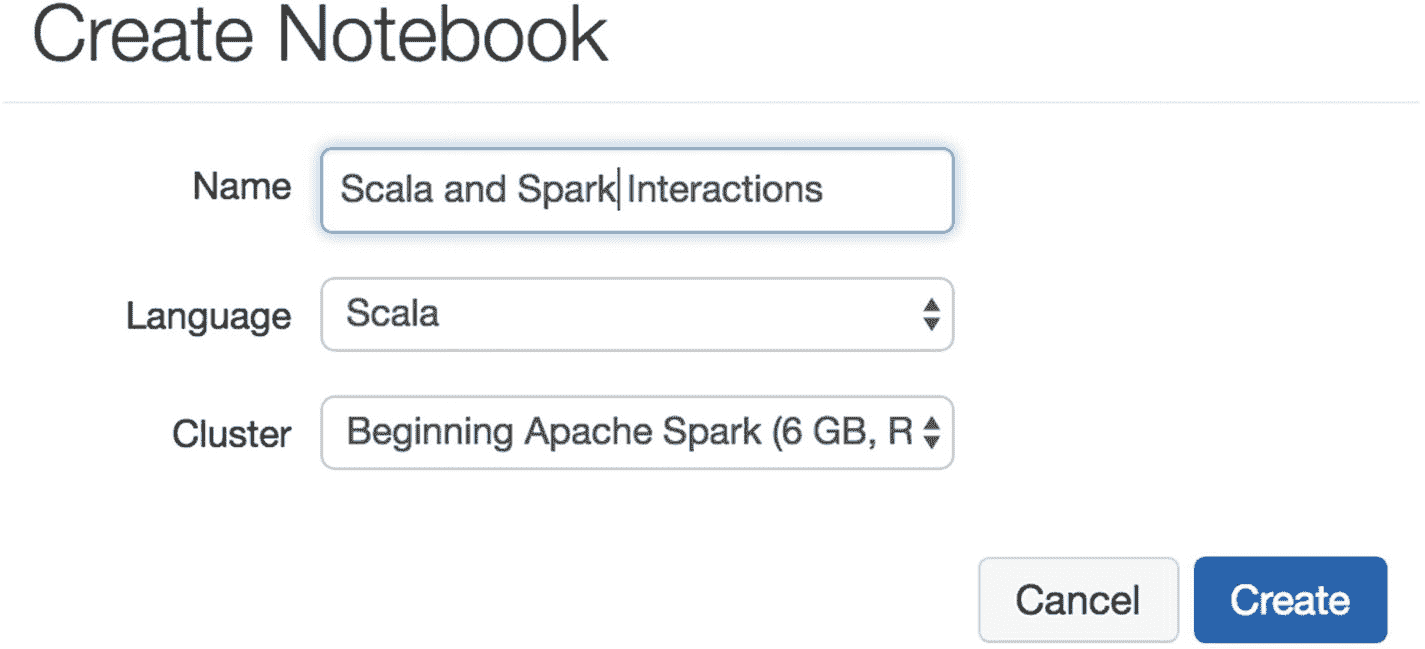 Create Notebook
Name Scala and Spark Interactions
Language Scala
Cluster Beginning Apache Spark (6 GB, R
Cancel Create